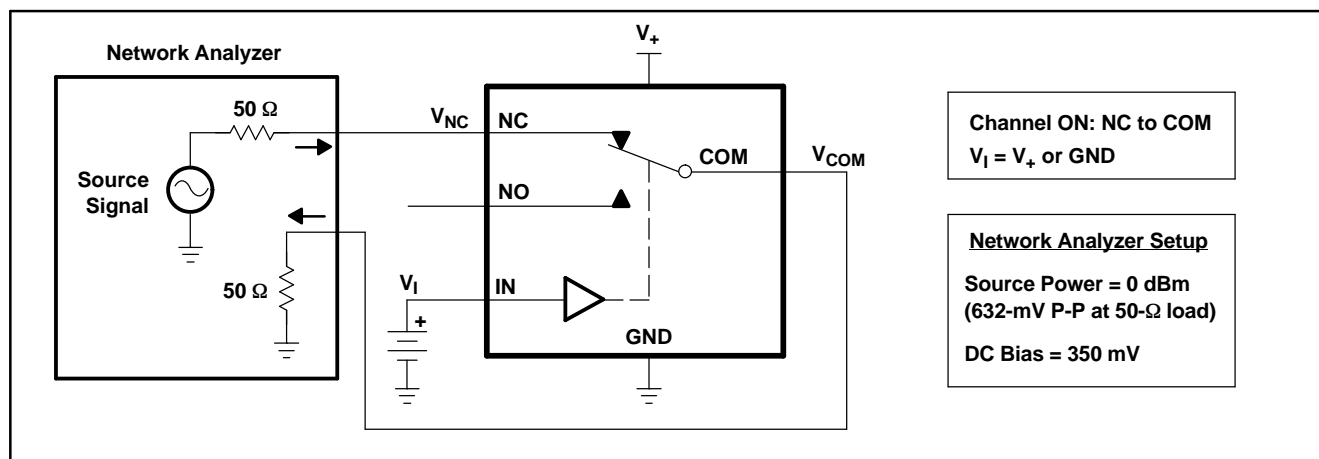 V+
Network Analyzer
50 Ω
VNC
NC
COM
VCOM
Source
Signal
NO
50 Ω
VI
IN
+
GND
Channel ON: NC to COM
VI = V+ or GND
Network Analyzer Setup
Source Power = 0 dBm
(632-mV P-P at 50-Ω load)
DC Bias = 350 mV